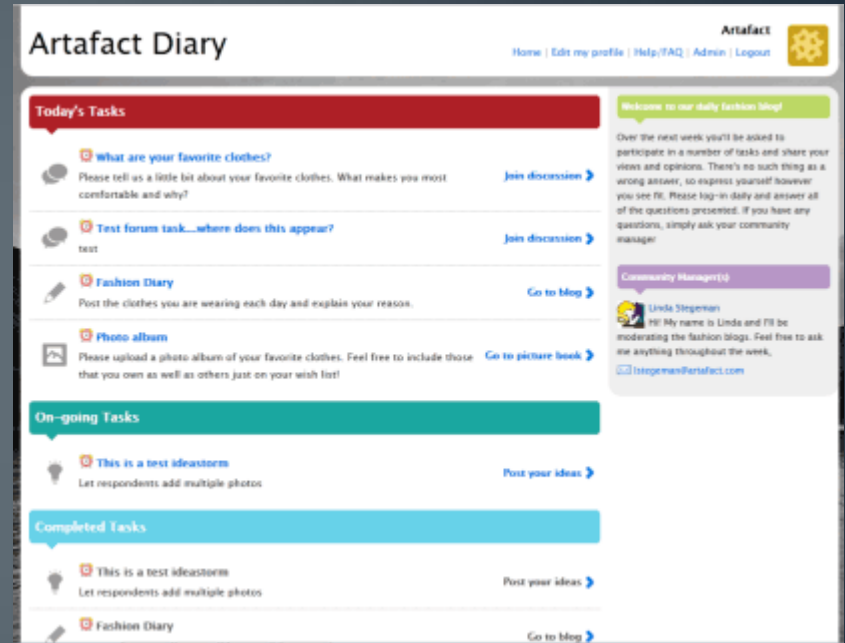 Artafact Diary
Artafact
Home | Edit my profile | Help/FAQ | Admin | Logout
Today's Tasks
What are your favorite clothes?
Please tell us a little bit about your favorite clothes. What makes you most
comfortable and why?
Join discussion
Test forum task...where does this appear?
test
Join discussion
Fashion Diary
Post the clothes you are wearing each day and explain your reason.
Go to blog
Photo album
Please upload a photo album of your favorite clothes. Feel free to include those
that you own as well as others just on your wish list!
Go to picture book
On-going Tasks
This is a test ideastorm
Let respondents add multiple photos
Post your ideas
Completed Tasks
This is a test ideastorm
Let respondents add multiple photos
Post your ideas
Fashion Diary
Go to blog
Welcome to our daily fashion blog!
Over the next week you'll be asked to
participate in a number of tasks and share your
views and opinions. There's no such thing as a
wrong answer, so express yourself however
you see fit. Please log-in daily and answer all
of the questions presented. If you have any
questions, simply ask your community
manager
Community Manager(s)
Linda Stegeman
Hi! My name is Linda and I'll be
moderating the fashion blogs. Feel free to ask
me anything throughout the week,
lstegeman@artafact.com